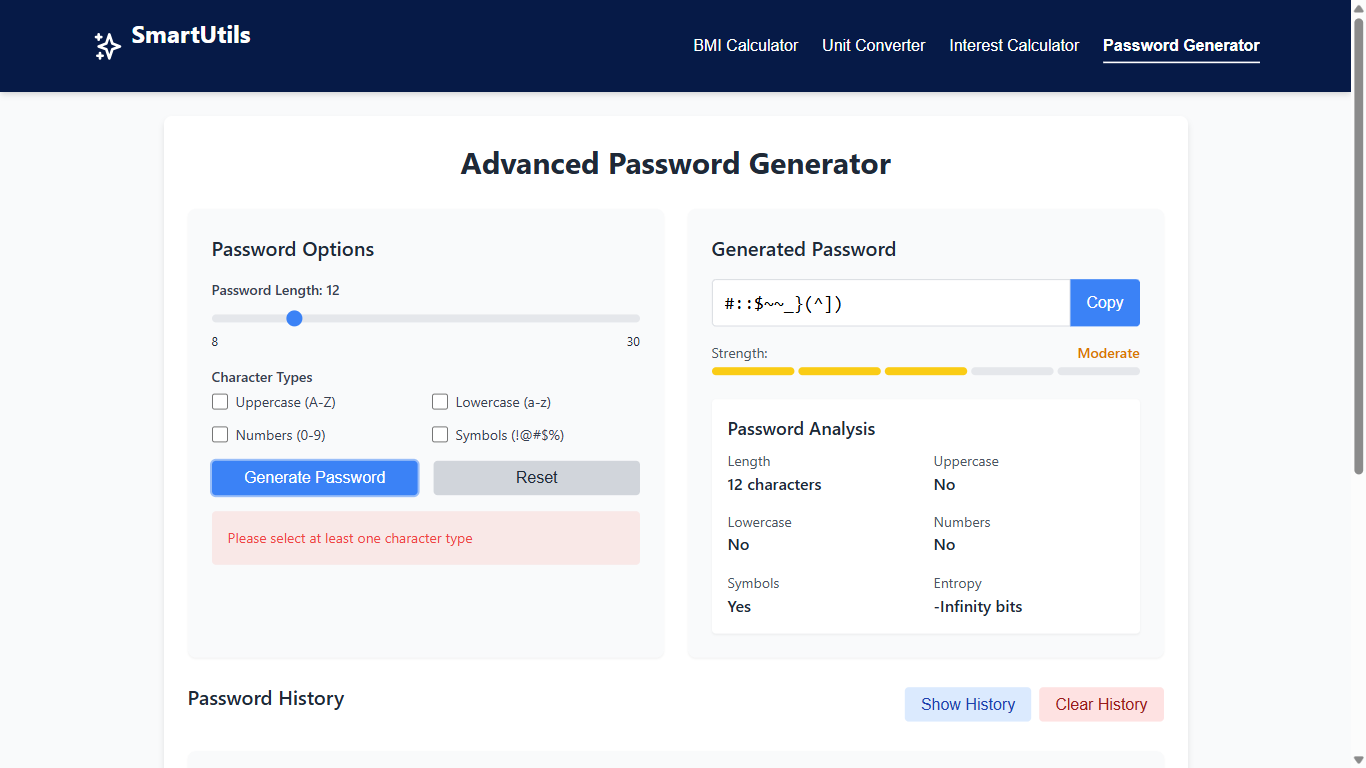 SmartUtils
BMI Calculator Unit Converter Interest Calculator Password Generator
Advanced Password Generator
Password Options
Password Length: 12
8 30
Character Types
Uppercase (A-Z) Lowercase (a-z)
Numbers (0-9) Symbols (!@#$%)
Generate Password Reset
Please select at least one character type
Generated Password
#::$~~_}(^])
Copy
Strength: Moderate
Password Analysis
Length Uppercase
12 characters No
Lowercase Numbers
No No
Symbols Entropy
Yes -Infinity bits
Password History
Show History Clear History